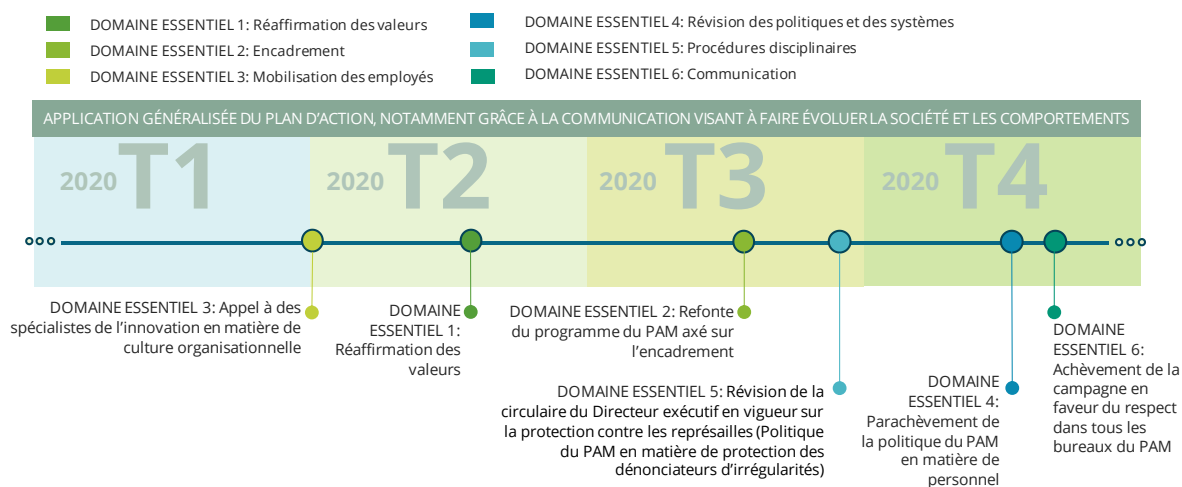 DOMAINE ESSENTIEL 1: Réaffirmation des valeurs
DOMAINE ESSENTIEL 2: Encadrement
DOMAINE ESSENTIEL 3: Mobilisation des employés
DOMAINE ESSENTIEL 4: Révision des politiques et des systèmes
DOMAINE ESSENTIEL 5: Procédures disciplinaires
DOMAINE ESSENTIEL 6: Communication
APPLICATION GÉNÉRALISÉE DU PLAN D’ACTION, NOTAMMENT GRÂCE À LA COMMUNICATION VISANT À FAIRE ÉVOLUER LA SOCIÉTÉ ET LES COMPORTEMENTS
2020 T1
2020 T2
2020 T3
2020 T4
DOMAINE ESSENTIEL 3: Appel à des
spécialistes de l’innovation en matière de
culture organisationnelle
DOMAINE
ESSENTIEL 1:
Réaffirmation des
valeurs
DOMAINE ESSENTIEL 2: Refonte
du programme du PAM axé sur
l’encadrement
DOMAINE ESSENTIEL 5: Révision de la
circulaire du Directeur exécutif en vigueur sur
la protection contre les représailles (Politique
du PAM en matière de protection des
dénonciateurs d’irrégularités)
DOMAINE
ESSENTIEL 4:
Parachèvement de
la politique du PAM
en matière de
personnel
DOMAINE
ESSENTIEL 6:
Achèvement de la
campagne en
faveur du respect
dans tous les
bureaux du PAM